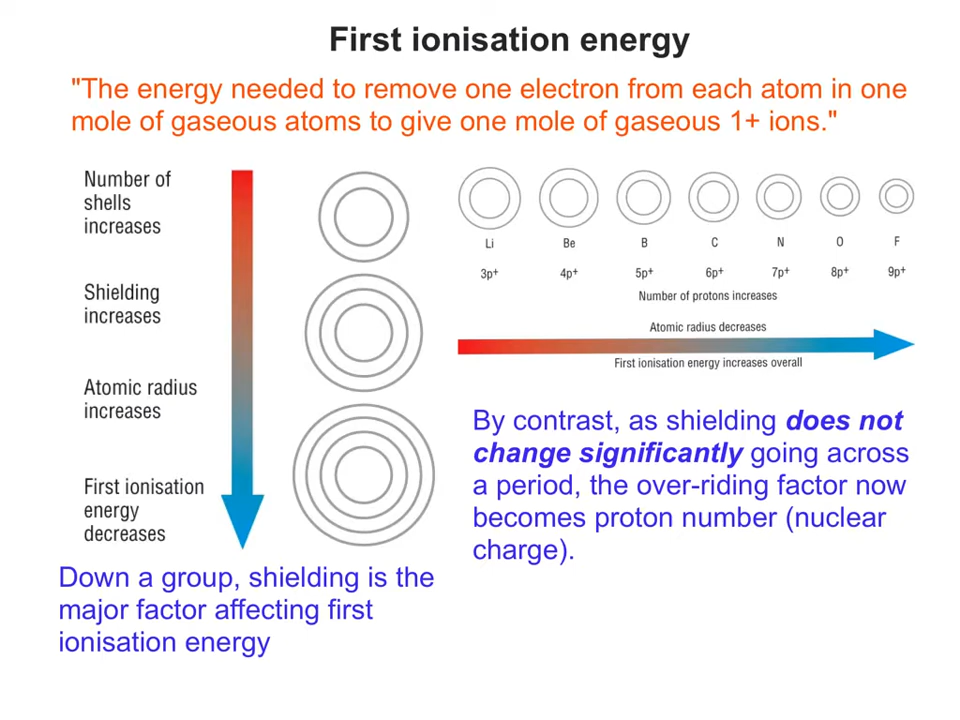 First ionisation energy
"The energy needed to remove one electron from each atom in one
mole of gaseous atoms to give one mole of gaseous 1+ ions."
Number of
shells
increases
Shielding
increases
Atomic radius
increases
First ionisation
energy
decreases
Down a group, shielding is the
major factor affecting first
ionisation energy
Li Be B C N O F
3p⁺ 4p⁺ 5p⁺ 6p⁺ 7p⁺ 8p⁺ 9p⁺
Number of protons increases
Atomic radius decreases
First ionisation energy increases overall
By contrast, as shielding does not
change significantly going across
a period, the over-riding factor now
becomes proton number (nuclear
charge).